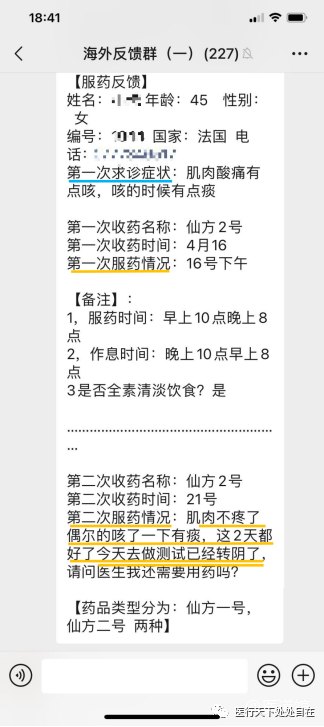 18:41
海外反馈群（一）(227)
【服药反馈】
姓名： 年龄：45 性别：
女
编号： 国家：法国 电
话：
第一次求诊症状：肌肉酸痛有
点咳，咳的时候有点痰
第一次收药名称：仙方2号
第一次收药时间：4月16
第一次服药情况：16号下午
【备注】：
1，服药时间：早上10点晚上8
点
2，作息时间：晚上10点早上8
点
3是否全素清淡饮食？是
………………………………………………
…
第二次收药名称：仙方2号
第二次收药时间：21号
第二次服药情况：肌肉不疼了
偶尔的咳了一下有痰，这2天都
好了今天去做测试已经转阴了，
请问医生我还需要用药吗？
【药品类型分为：仙方一号，
仙方二号 两种】
医行天下处处自在